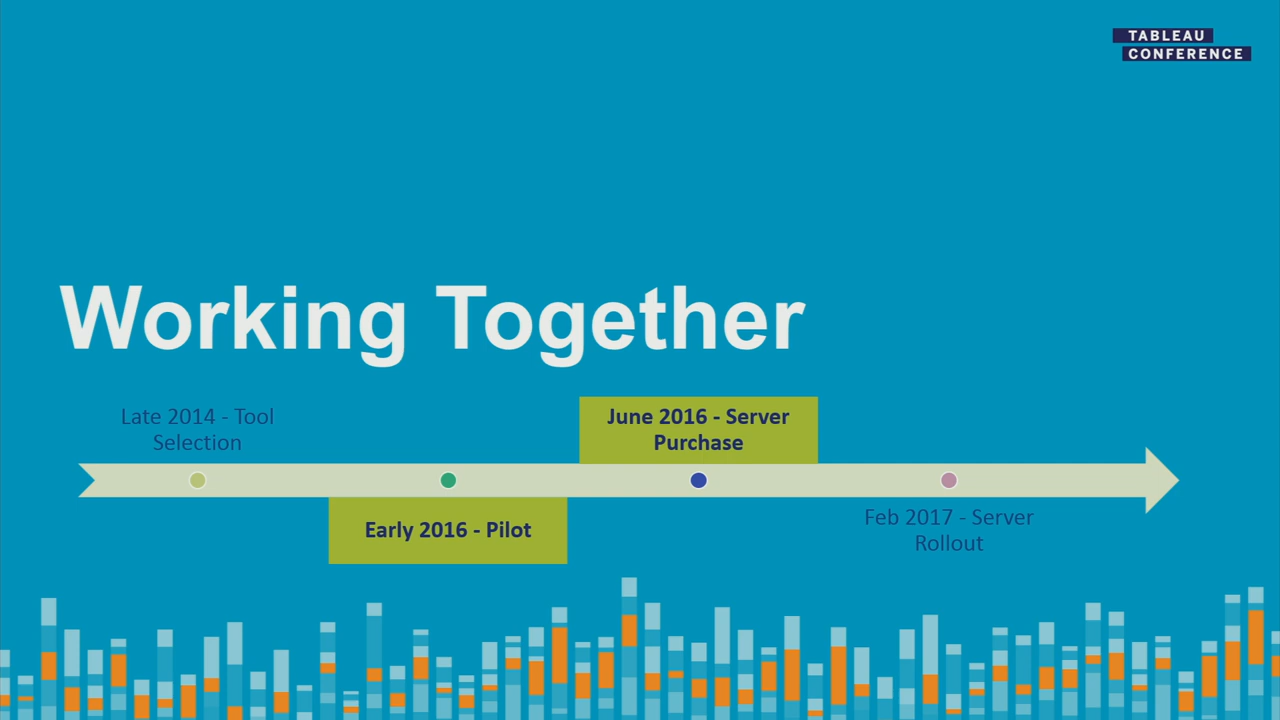 TABLEAU
CONFERENCE
Working Together
Late 2014 - Tool
Selection
Early 2016 - Pilot
June 2016 - Server
Purchase
Feb 2017 - Server
Rollout